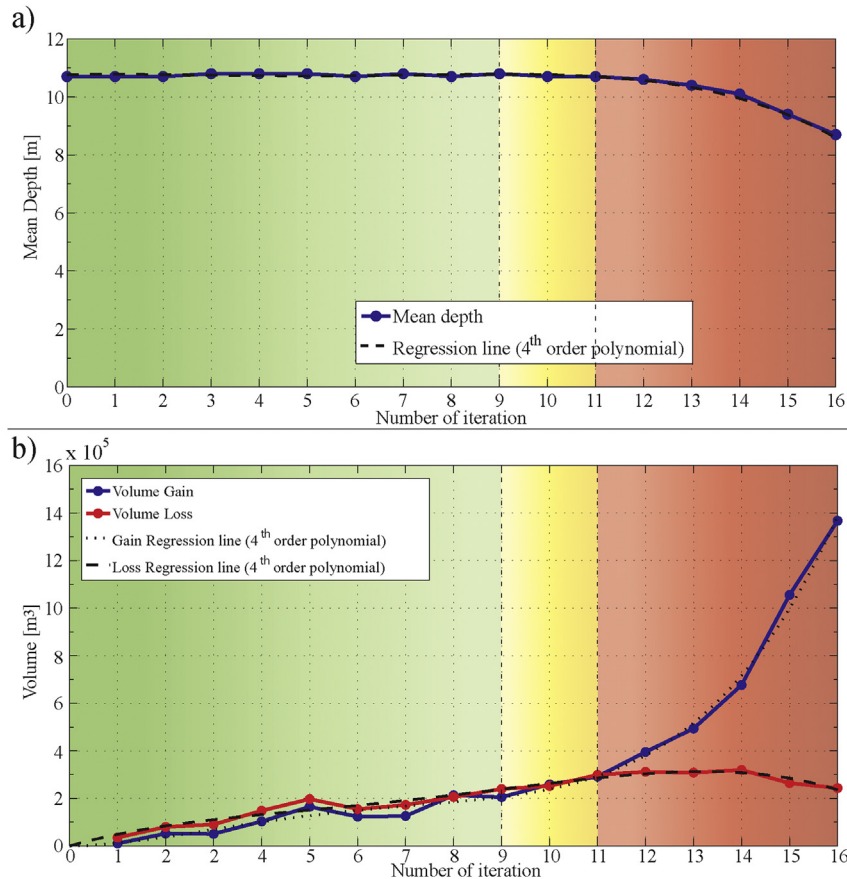 a)
12
10
8
6
4
2
0
Mean Depth [m]
Mean depth
Regression line (4th order polynomial)
0 1 2 3 4 5 6 7 8 9 10 11 12 13 14 15 16
Number of iteration
b)
x 10^5
16
14
12
10
8
6
4
2
0
Volume [m3]
Volume Gain
Volume Loss
Gain Regression line (4th order polynomial)
Loss Regression line (4th order polynomial)
0 1 2 2 4 5 6 7 8 9 10 11 12 13 14 15 16
Number of iteration